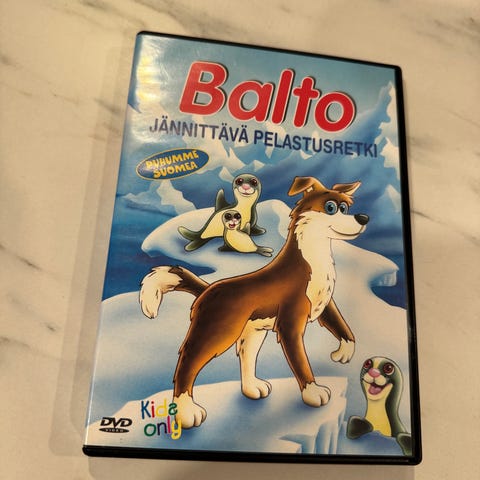 Balto
JÄNNITTÄVÄ PELASTUSRETKI
PUHUMME
SUOMEA
Kids
only
DVD
VIDEO